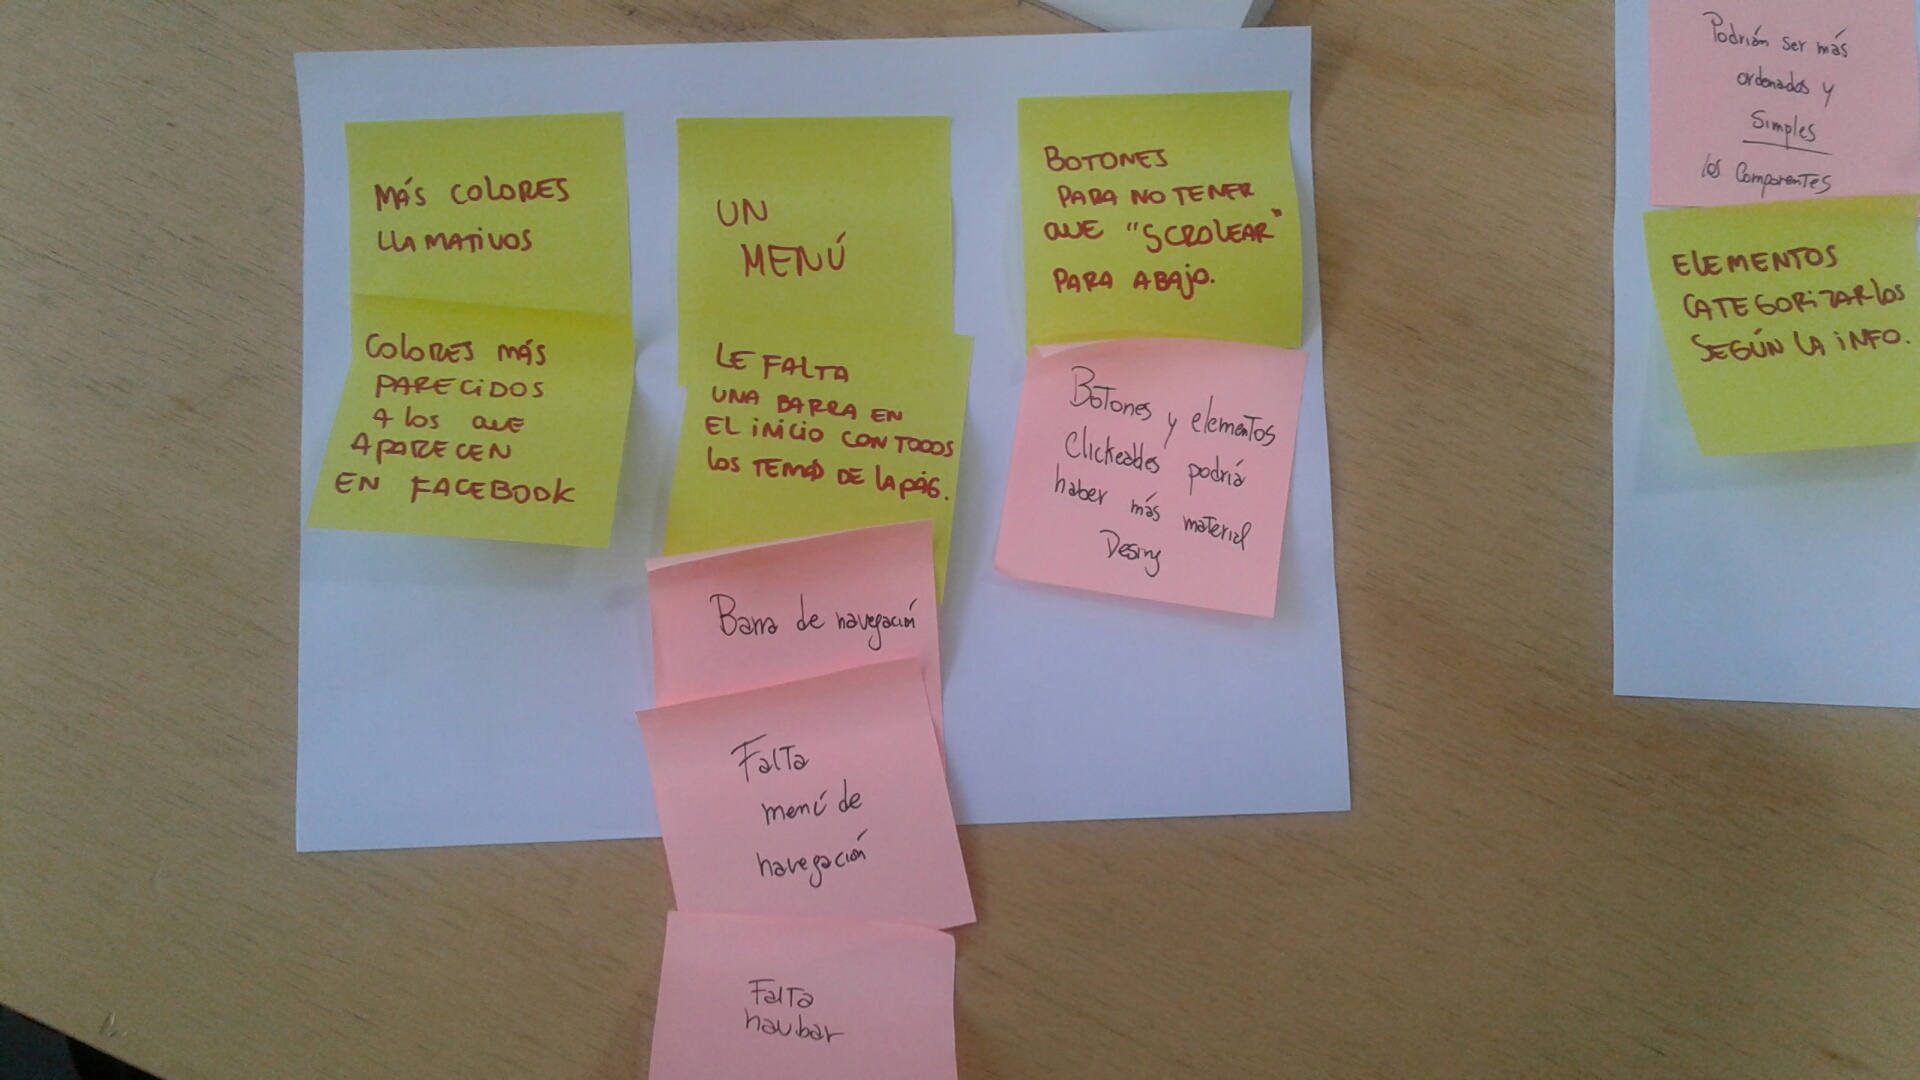 MÁS COLORES
LLAMATIVOS
COLORES MÁS
PARECIDOS
A LOS QUE
APARECEN
EN FACEBOOK
UN
MENÚ
LE FALTA
UNA BARRA EN
EL INICIO CON TODOS
LOS TEMAS DE LA PÁG.
Barra de navegación
Falta
menú de
navegación
Falta
navbar
BOTONES
PARA NO TENER
QUE "SCROLEAR"
PARA ABAJO.
Botones y elementos
Clickeables podría
haber más material
Podrían ser más
ordenados y
Simples
los Componentes
ELEMENTOS
CATEGORIZARLOS
SEGÚN LA INFO.